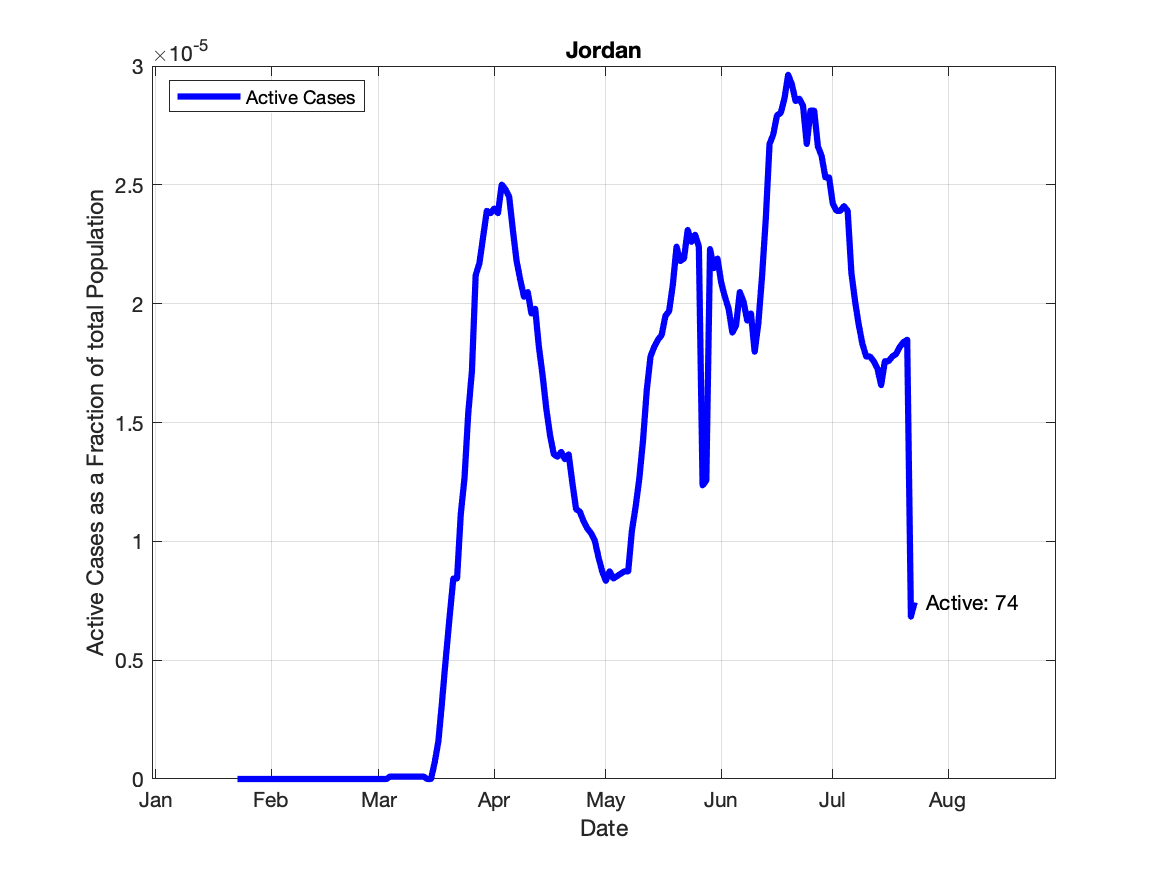 Jordan
×10-5
Active Cases
3
2.5
2
1.5
1
0.5
0
Active Cases as a Fraction of total Population
Active: 74
Jan Feb Mar Apr May Jun Jul Aug
Date